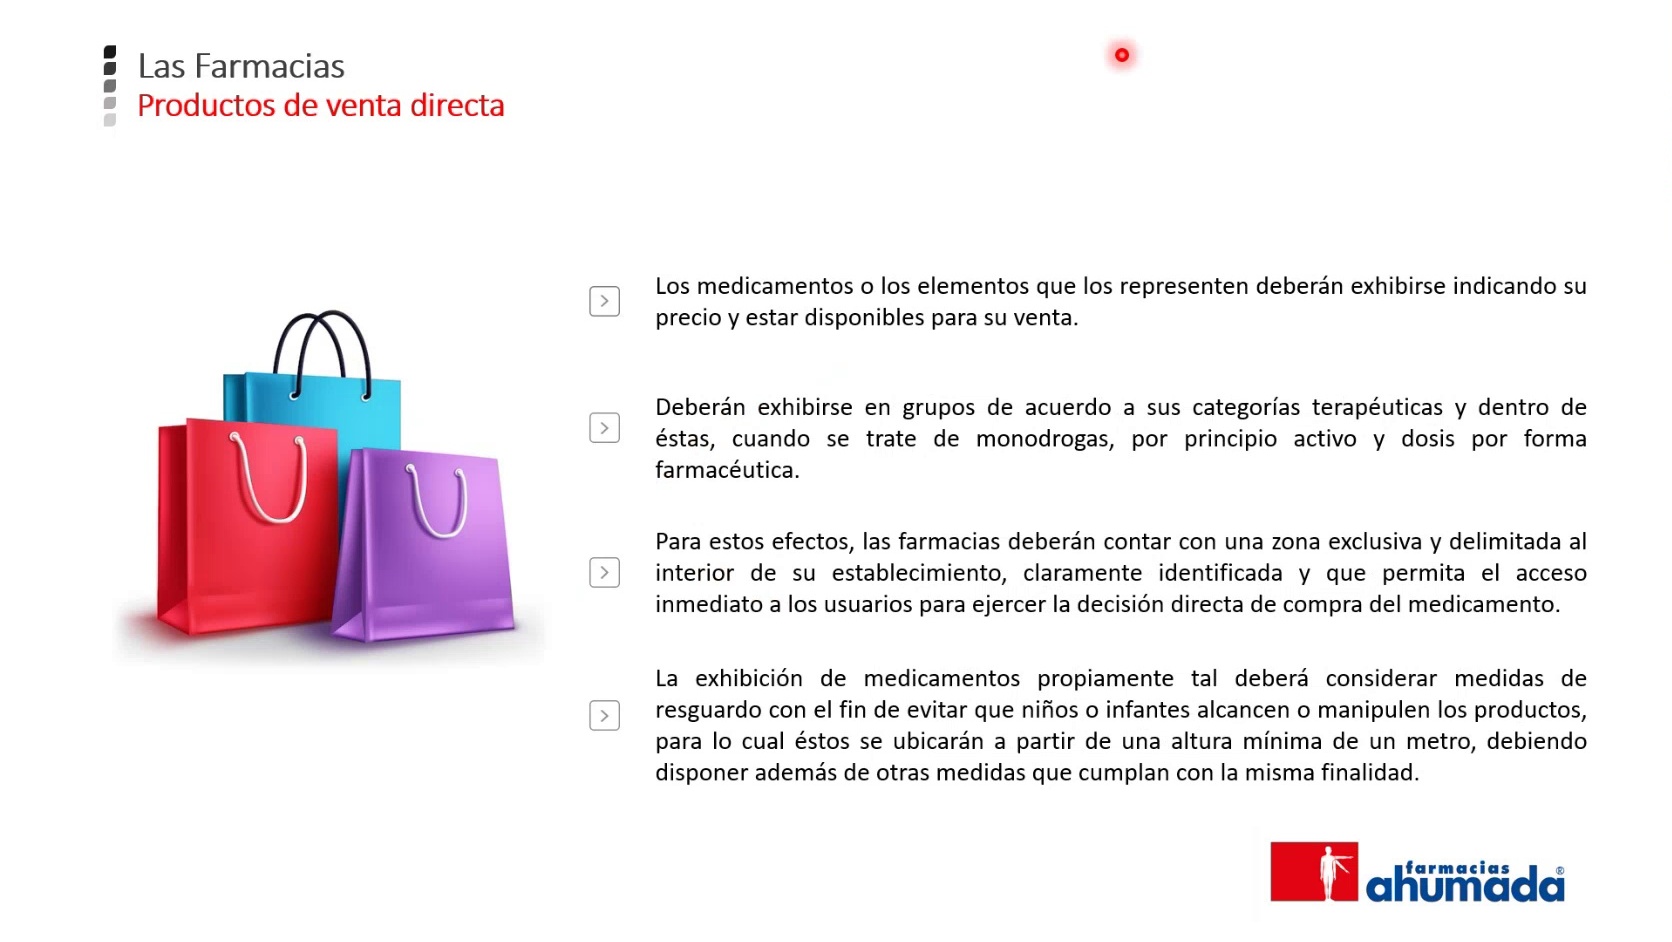 Las Farmacias
Productos de venta directa
Los medicamentos o los elementos que los representen deberán exhibirse indicando su
precio y estar disponibles para su venta.
Deberán exhibirse en grupos de acuerdo a sus categorías terapéuticas y dentro de
éstas, cuando se trate de monodrogas, por principio activo y dosis por forma
farmacéutica.
Para estos efectos, las farmacias deberán contar con una zona exclusiva y delimitada al
interior de su establecimiento, claramente identificada y que permita el acceso
inmediato a los usuarios para ejercer la decisión directa de compra del medicamento.
La exhibición de medicamentos propiamente tal deberá considerar medidas de
resguardo con el fin de evitar que niños o infantes alcancen o manipulen los productos,
para lo cual éstos se ubicarán a partir de una altura mínima de un metro, debiendo
disponer además de otras medidas que cumplan con la misma finalidad.
farmacias
ahumada®